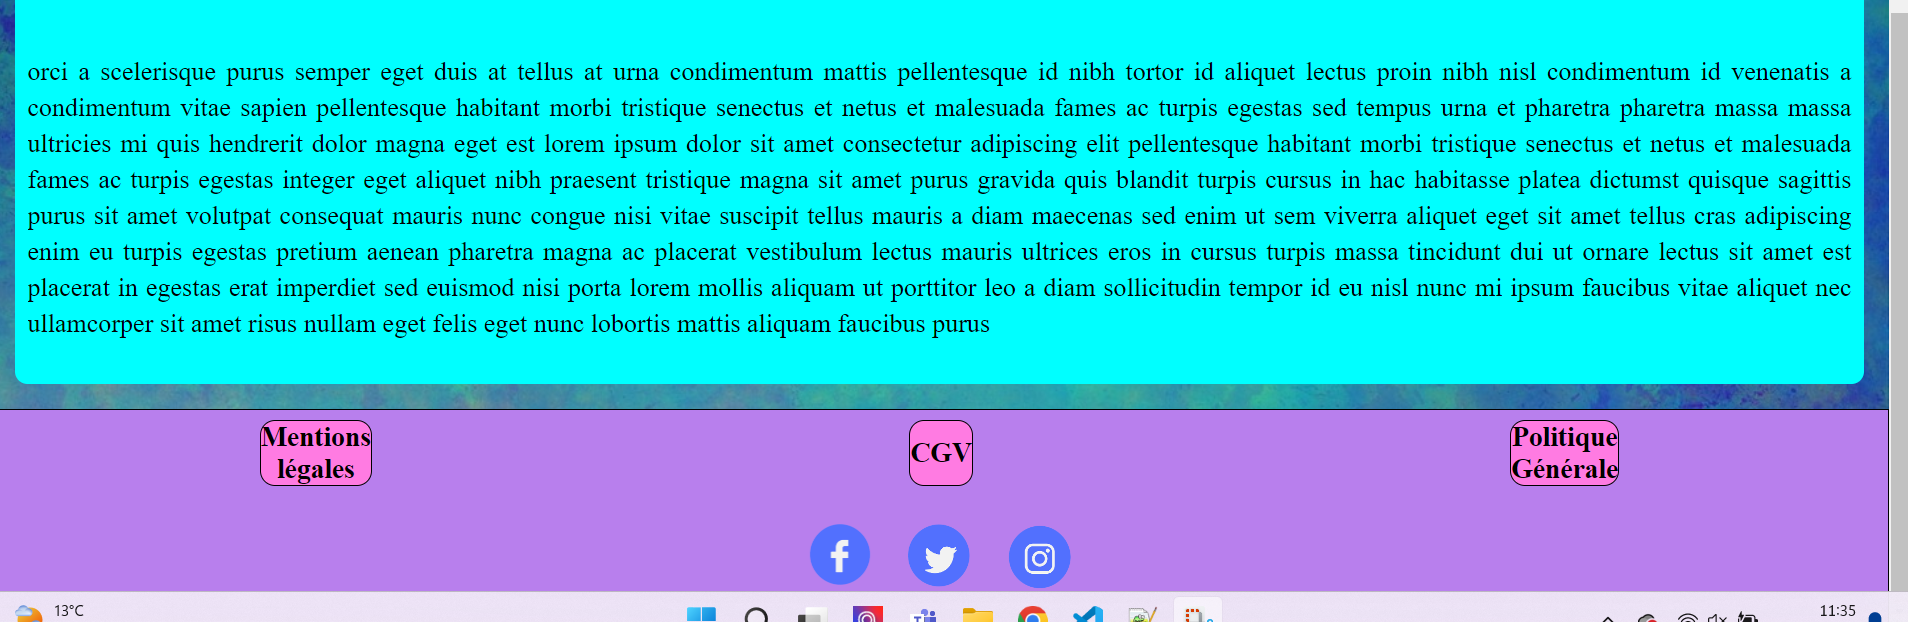 orci a scelerisque purus semper eget duis at tellus at urna condimentum mattis pellentesque id nibh tortor id aliquet lectus proin nibh nisl condimentum id venenatis a
condimentum vitae sapien pellentesque habitant morbi tristique senectus et netus et malesuada fames ac turpis egestas sed tempus urna et pharetra pharetra massa massa
ultricies mi quis hendrerit dolor magna eget est lorem ipsum dolor sit amet consectetur adipiscing elit pellentesque habitant morbi tristique senectus et netus et malesuada
fames ac turpis egestas integer eget aliquet nibh praesent tristique magna sit amet purus gravida quis blandit turpis cursus in hac habitasse platea dictumst quisque sagittis
purus sit amet volutpat consequat mauris nunc congue nisi vitae suscipit tellus mauris a diam maecenas sed enim ut sem viverra aliquet eget sit amet tellus cras adipiscing
enim eu turpis egestas pretium aenean pharetra magna ac placerat vestibulum lectus mauris ultrices eros in cursus turpis massa tincidunt dui ut ornare lectus sit amet est
placerat in egestas erat imperdiet sed euismod nisi porta lorem mollis aliquam ut porttitor leo a diam sollicitudin tempor id eu nisl nunc mi ipsum faucibus vitae aliquet nec
ullamcorper sit amet risus nullam eget felis eget nunc lobortis mattis aliquam faucibus purus
Mentions
légales
CGV
Politique
Générale
13°C
11:35